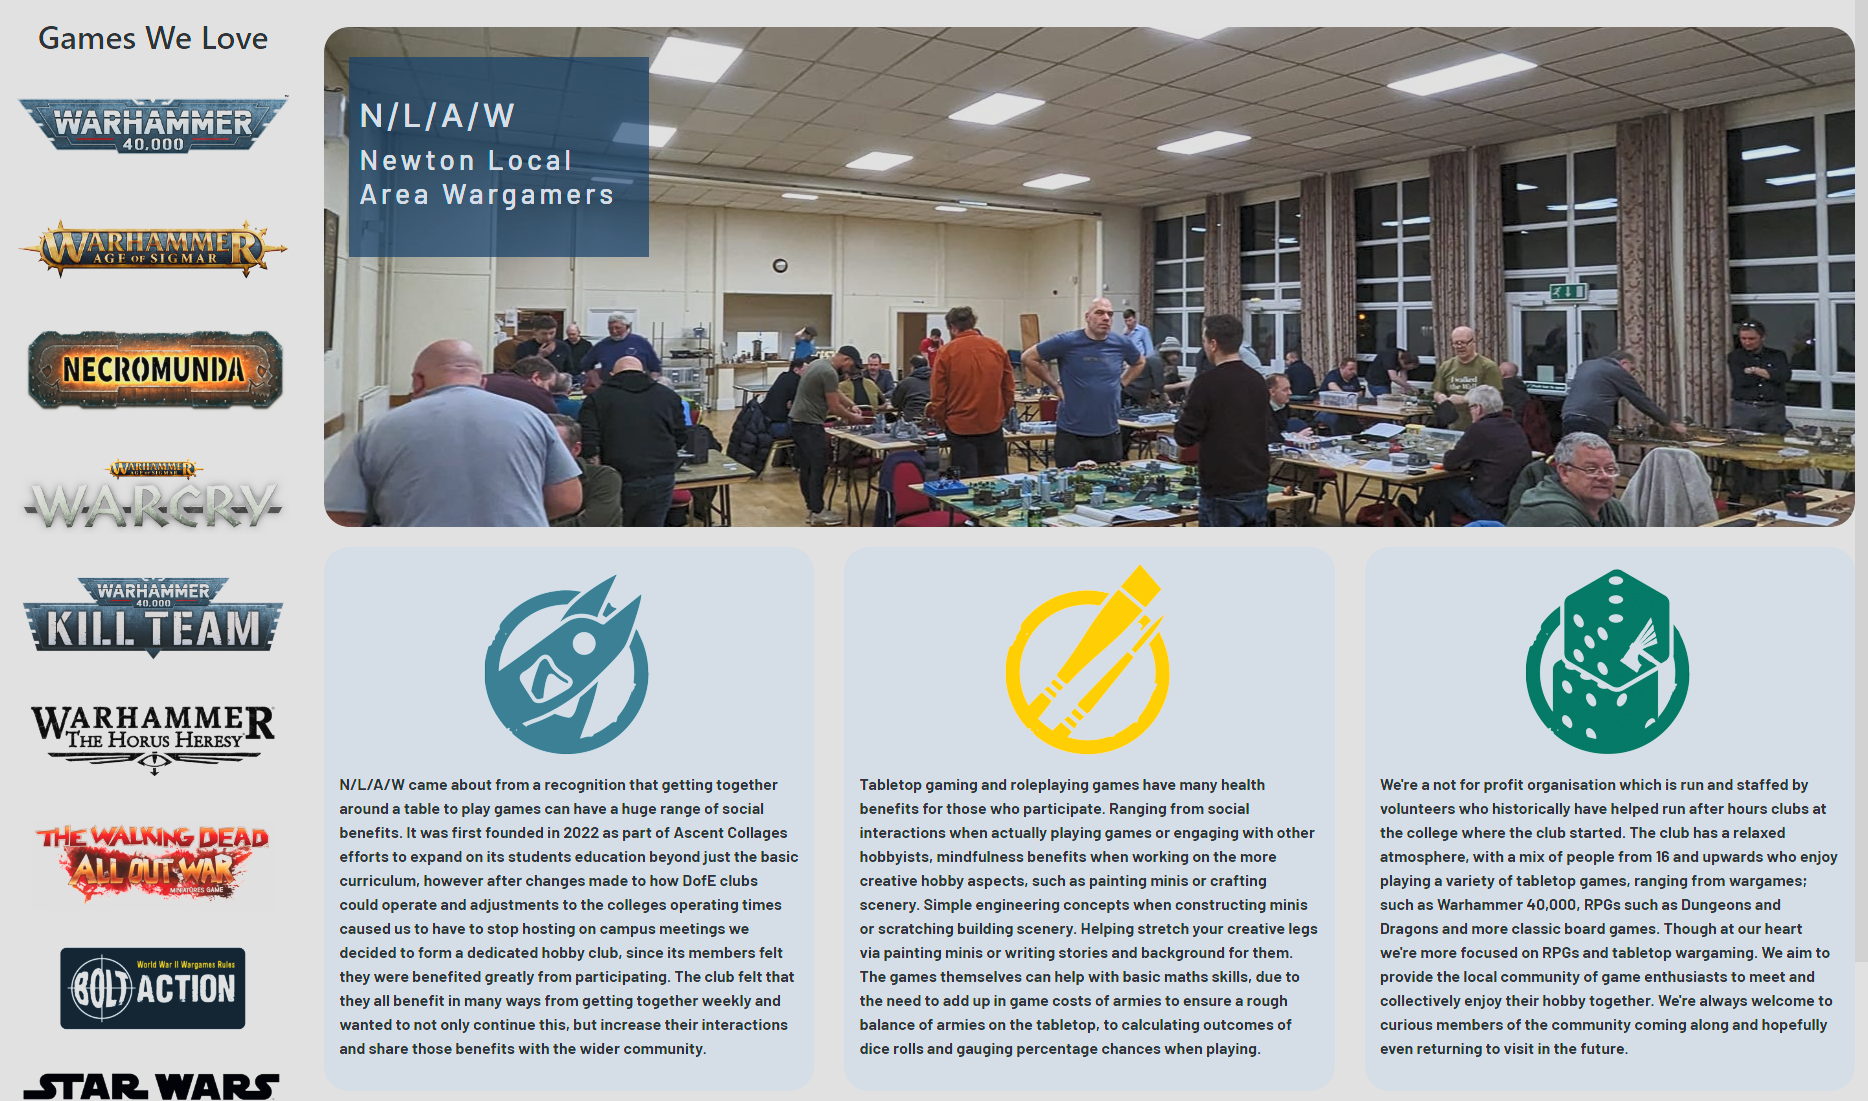 Games We Love
WARHAMMER
40,000
WARHAMMER
AGE OF SIGMAR
NECROMUNDA
WARHAMMER
AGE OF SIGMAR
WARCRY
WARHAMMER
40,000
KILL TEAM
WARHAMMER
THE HORUS HERESY
THE WALKING DEAD
ALL OUT WAR
MINIATURES GAME
World War II Wargames Rules
BOLT ACTION
STAR WARS
N/L/A/W
Newton Local
Area Wargamers
I walked
the Wall
N/L/A/W came about from a recognition that getting together
around a table to play games can have a huge range of social
benefits. It was first founded in 2022 as part of Ascent Collages
efforts to expand on its students education beyond just the basic
curriculum, however after changes made to how DofE clubs
could operate and adjustments to the colleges operating times
caused us to have to stop hosting on campus meetings we
decided to form a dedicated hobby club, since its members felt
they were benefited greatly from participating. The club felt that
they all benefit in many ways from getting together weekly and
wanted to not only continue this, but increase their interactions
and share those benefits with the wider community.
Tabletop gaming and roleplaying games have many health
benefits for those who participate. Ranging from social
interactions when actually playing games or engaging with other
hobbyists, mindfulness benefits when working on the more
creative hobby aspects, such as painting minis or crafting
scenery. Simple engineering concepts when constructing minis
or scratching building scenery. Helping stretch your creative legs
via painting minis or writing stories and background for them.
The games themselves can help with basic maths skills, due to
the need to add up in game costs of armies to ensure a rough
balance of armies on the tabletop, to calculating outcomes of
dice rolls and gauging percentage chances when playing.
We're a not for profit organisation which is run and staffed by
volunteers who historically have helped run after hours clubs at
the college where the club started. The club has a relaxed
atmosphere, with a mix of people from 16 and upwards who enjoy
playing a variety of tabletop games, ranging from wargames;
such as Warhammer 40,000, RPGs such as Dungeons and
Dragons and more classic board games. Though at our heart
we're more focused on RPGs and tabletop wargaming. We aim to
provide the local community of game enthusiasts to meet and
collectively enjoy their hobby together. We're always welcome to
curious members of the community coming along and hopefully
even returning to visit in the future.